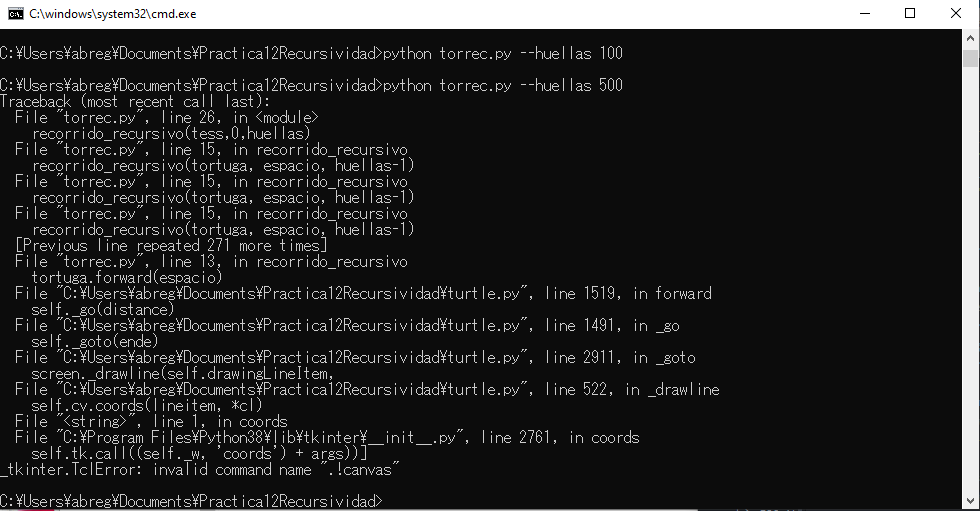 C:\windows\system32\cmd.exe
C:¥Users¥abreg¥Documents¥Practica12Recursividad>python torrec.py --huellas 100
C:¥Users¥abreg¥Documents¥Practica12Recursividad>python torrec.py --huellas 500
Traceback (most recent call last):
File "torrec.py", line 26, in <module>
recorrido_recursivo(tess,0,huellas)
File "torrec.py", line 15, in recorrido_recursivo
recorrido_recursivo(tortuga, espacio, huellas-1)
File "torrec.py", line 15, in recorrido_recursivo
recorrido_recursivo(tortuga, espacio, huellas-1)
File "torrec.py", line 15, in recorrido_recursivo
recorrido_recursivo(tortuga, espacio, huellas-1)
[Previous line repeated 271 more times]
File "torrec.py", line 13, in recorrido_recursivo
tortuga.forward(espacio)
File "C:¥Users¥abreg¥Documents¥Practica12Recursividad¥turtle.py", line 1519, in forward
self._go(distance)
File "C:¥Users¥abreg¥Documents¥Practica12Recursividad¥turtle.py", line 1491, in _go
self._goto(ende)
File "C:¥Users¥abreg¥Documents¥Practica12Recursividad¥turtle.py", line 2911, in _goto
screen._drawline(self.drawingLineItem,
File "C:¥Users¥abreg¥Documents¥Practica12Recursividad¥turtle.py", line 522, in _drawline
self.cv.coords(lineitem, *cl)
File "<string>", line 1, in coords
File "C:¥Program Files¥Python38¥lib¥tkinter¥__init__.py", line 2761, in coords
self.tk.call((self._w, 'coords') + args))]
_tkinter.TclError: invalid command name ".!canvas"
C:¥Users¥abreg¥Documents¥Practica12Recursividad>